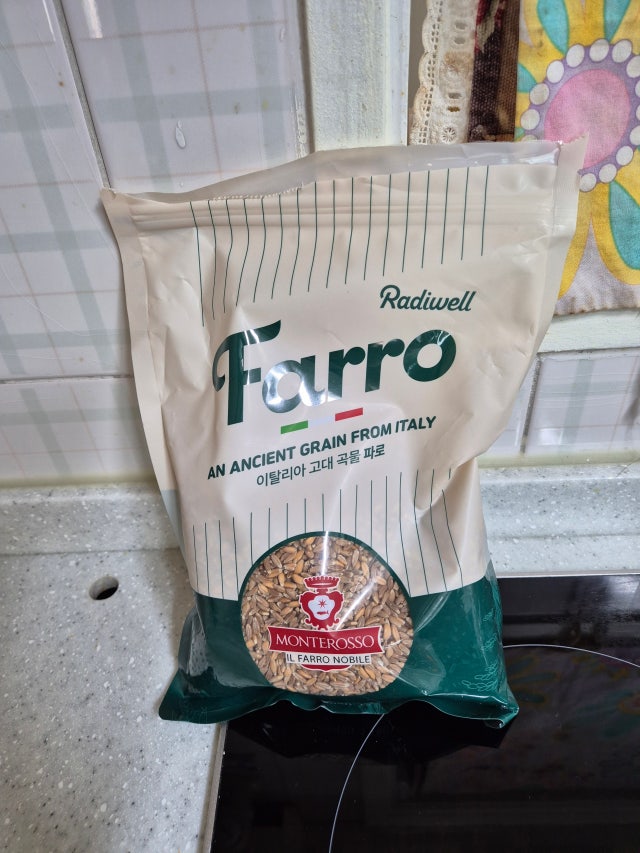 Radiwell
Farro
AN ANCIENT GRAIN FROM ITALY
이탈리아 고대 곡물 파로
MONTEROSSO
IL FARRO NOBILE